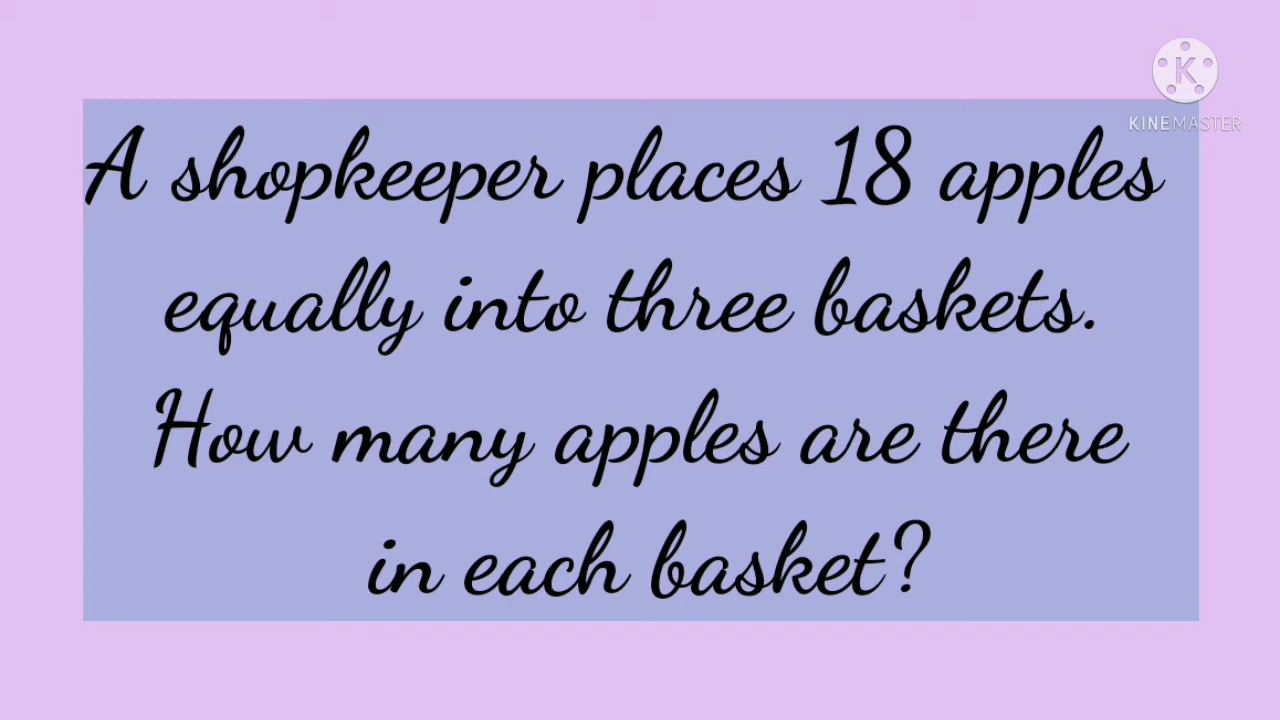 K
KINEMASTER
A shopkeeper places 18 apples
equally into three baskets.
How many apples are there
in each basket?